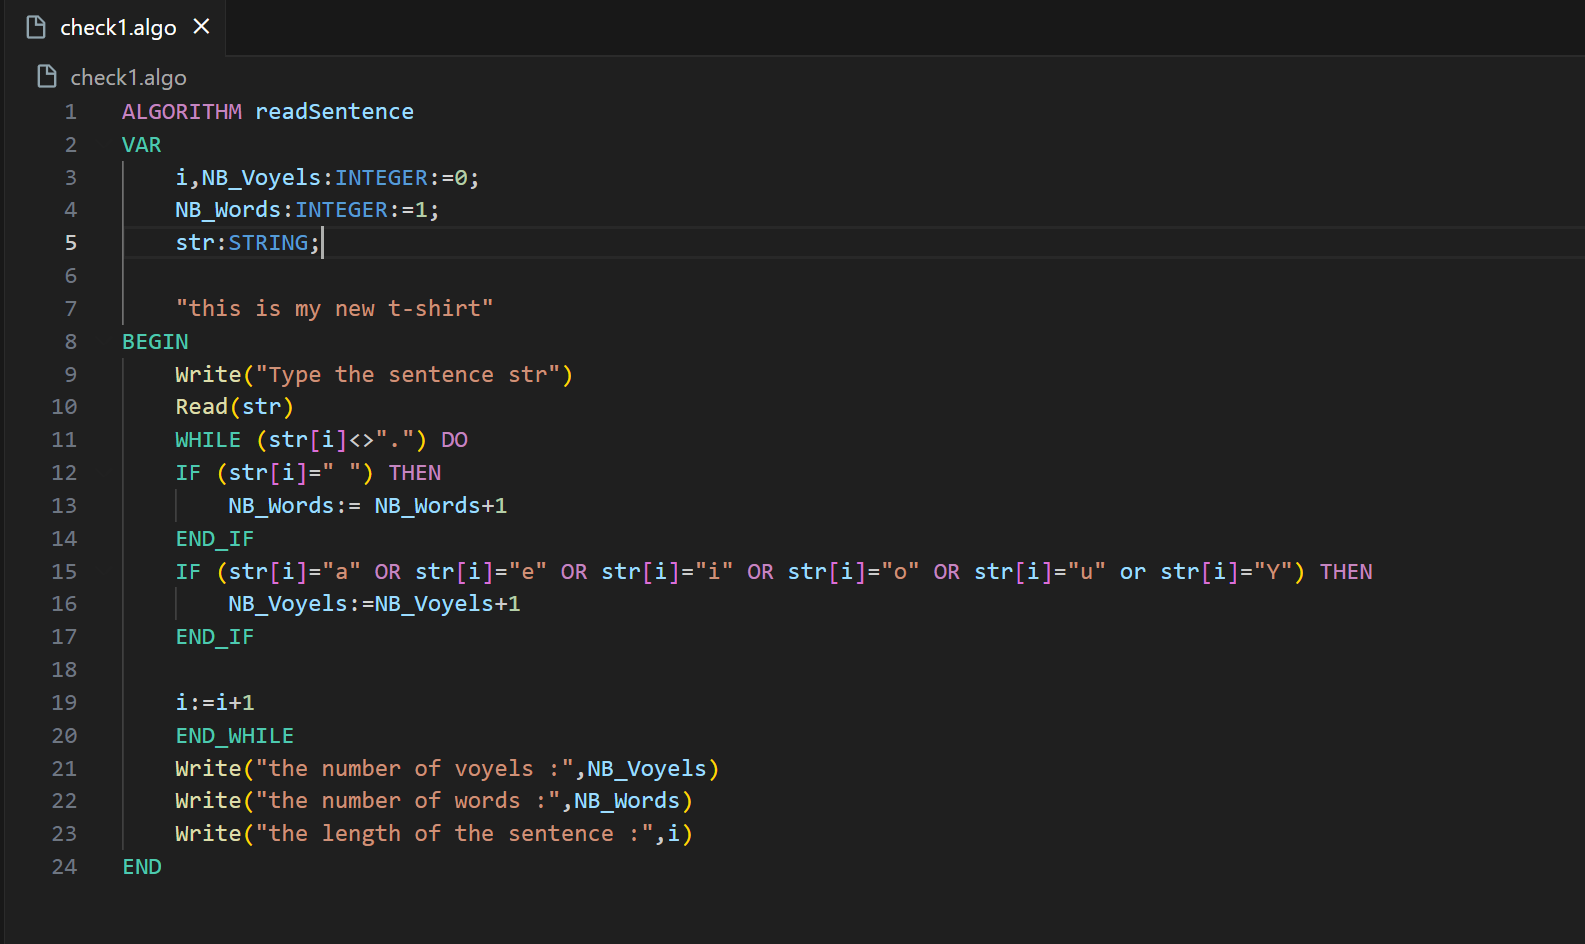 check1.algo
check1.algo
1 ALGORITHM readSentence
2 VAR
3     i,NB_Voyels:INTEGER:=0;
4     NB_Words:INTEGER:=1;
5     str:STRING;
6
7     "this is my new t-shirt"
8 BEGIN
9     Write("Type the sentence str")
10     Read(str)
11     WHILE (str[i]<>".") DO
12     IF (str[i]=" ") THEN
13         NB_Words:= NB_Words+1
14     END_IF
15     IF (str[i]="a" OR str[i]="e" OR str[i]="i" OR str[i]="o" OR str[i]="u" or str[i]="Y") THEN
16         NB_Voyels:=NB_Voyels+1
17     END_IF
18
19     i:=i+1
20     END_WHILE
21     Write("the number of voyels :",NB_Voyels)
22     Write("the number of words :",NB_Words)
23     Write("the length of the sentence :",i)
24 END